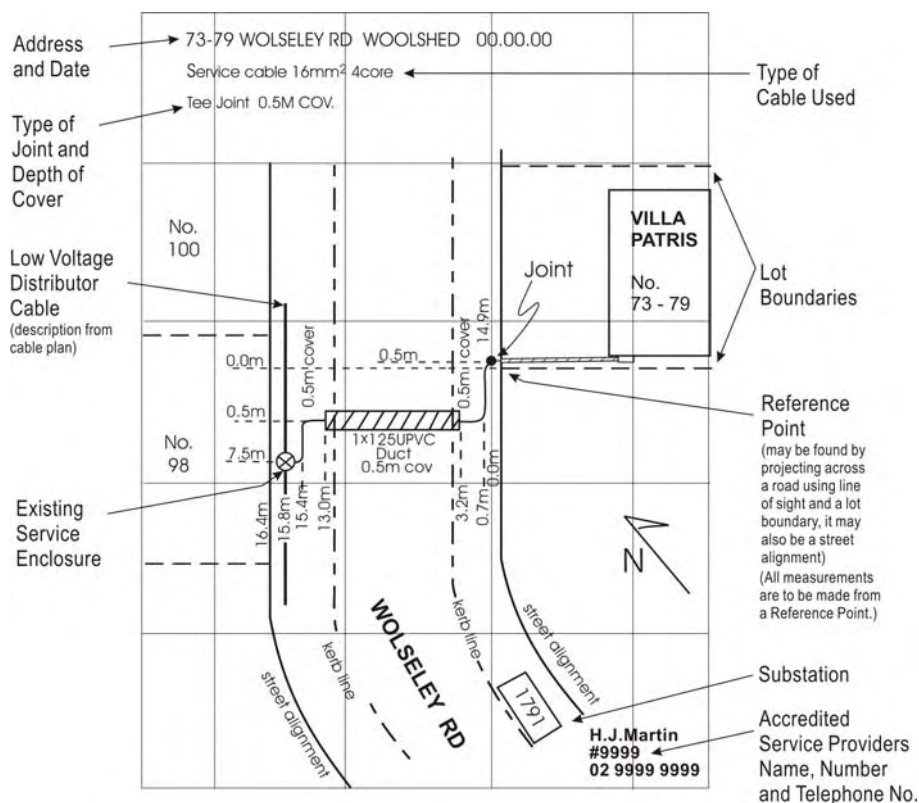 Address
and Date
73-79 WOLSELEY RD WOOLSHED 00.00.00
Service cable 16mm² 4core
Type of
Cable Used
Tee Joint 0.5M COV.
Type of
Joint and
Depth of
Cover
No.
100
VILLA
PATRIS
No.
73 - 79
Joint
Lot
Boundaries
Low Voltage
Distributor
Cable
(description from
cable plan)
0.5m cover
0.5m cover
14.9m
0.0m
0.5m
0.5m
7.5m
No.
98
1×125UPVC
Duct
0.5m cov
Reference
Point
(may be found by
projecting across
a road using line
of sight and a lot
boundary, it may
also be a street
alignment)
(All measurements
are to be made from
a Reference Point.)
Existing
Service
Enclosure
16.4m
15.8m
15.4m
13.0m
3.2m
0.7m
0.0m
N
WOLSELEY RD
kerb line
kerb line
street alignment
street alignment
1791
Substation
H.J.Martin
#9999
02 9999 9999
Accredited
Service Providers
Name, Number
and Telephone No.